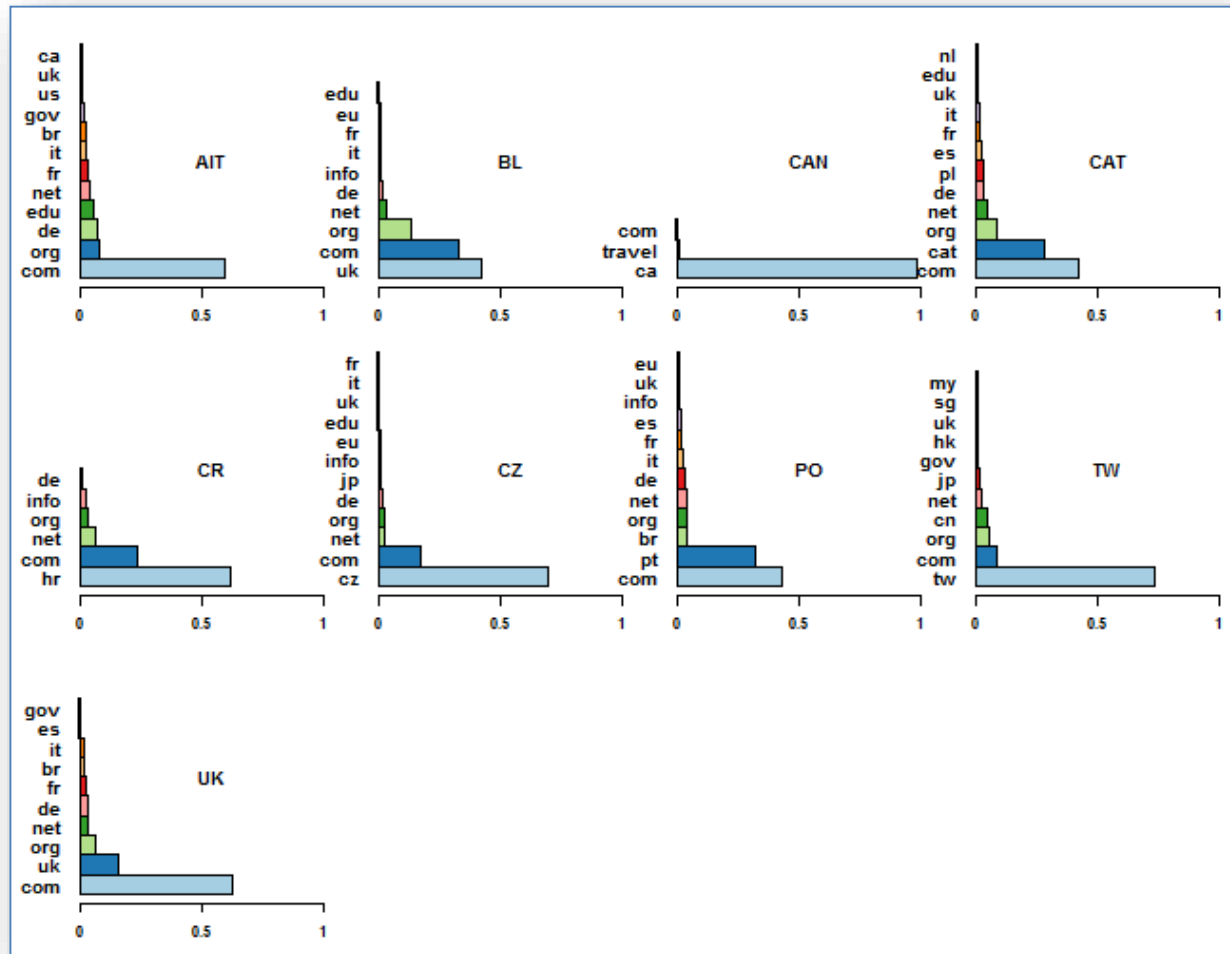 ca
uk
us
gov
br
it
fr
net
edu
de
org
com
AIT
0 0.5 1
edu
eu
fr
it
info
de
net
org
com
uk
BL
0 0.5 1
com
travel
ca
CAN
0 0.5 1
nl
edu
uk
it
fr
es
pl
de
net
org
cat
com
CAT
0 0.5 1
de
info
org
net
com
hr
CR
0 0.5 1
fr
it
uk
edu
eu
info
jp
de
org
net
com
cz
CZ
0 0.5 1
eu
uk
info
es
fr
it
de
net
org
br
pt
com
PO
0 0.5 1
my
sg
uk
hk
gov
jp
net
cn
org
com
tw
TW
0 0.5 1
gov
es
it
br
fr
de
net
org
uk
com
UK
0 0.5 1